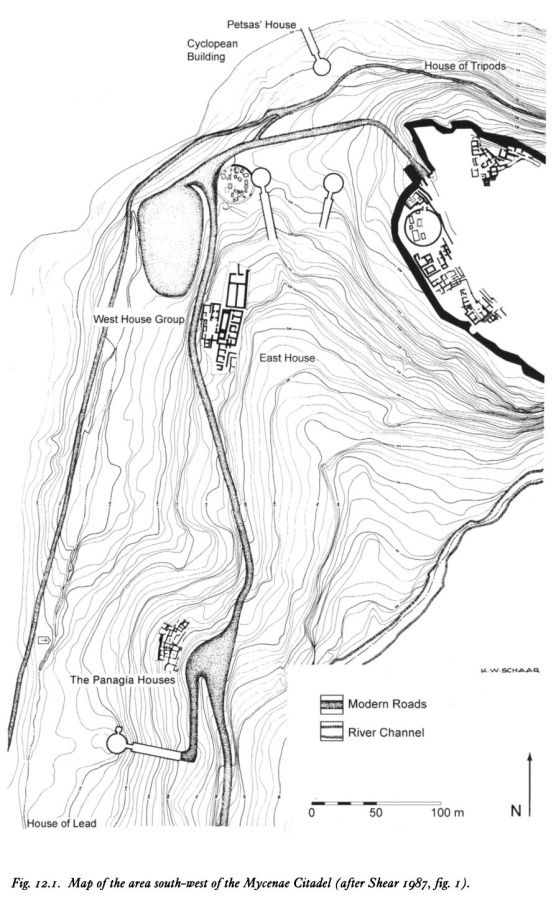 Petsas' House
Cyclopean
Building
House of Tripods
West House Group
East House
K.W.SCHAAR
The Panagia Houses
Modern Roads
River Channel
0 50 100 m
N
House of Lead
Fig. 12.1. Map of the area south-west of the Mycenae Citadel (after Shear 1987, fig. 1).